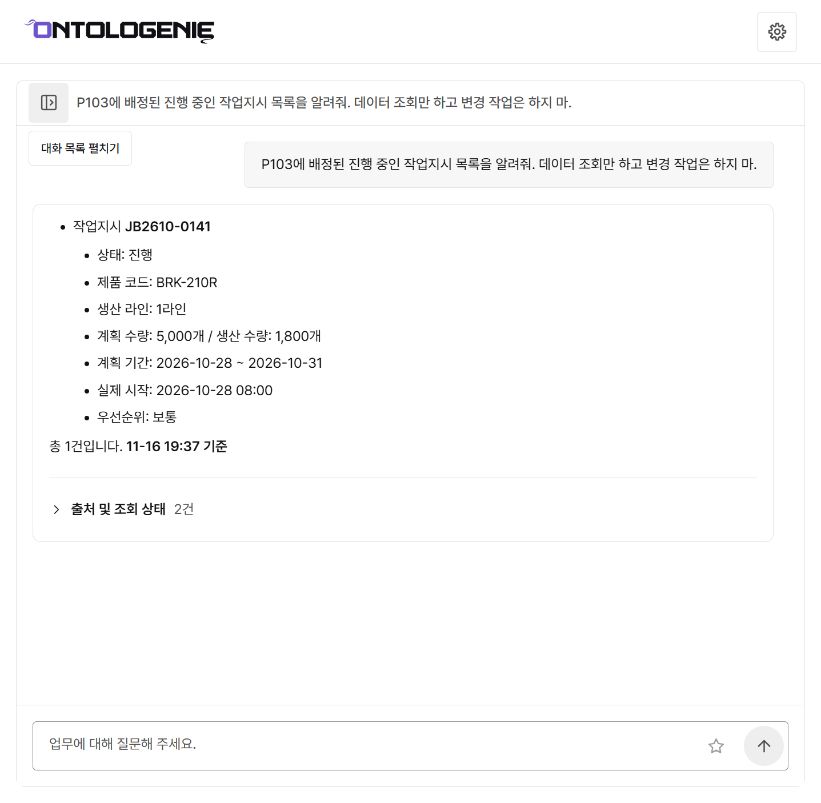 ONTOLOGENIE
P103에 배정된 진행 중인 작업지시 목록을 알려줘. 데이터 조회만 하고 변경 작업은 하지 마.
대화 목록 펼치기
P103에 배정된 진행 중인 작업지시 목록을 알려줘. 데이터 조회만 하고 변경 작업은 하지 마.
작업지시 JB2610-0141
상태: 진행
제품 코드: BRK-210R
생산 라인: 1라인
계획 수량: 5,000개 / 생산 수량: 1,800개
계획 기간: 2026-10-28 ~ 2026-10-31
실제 시작: 2026-10-28 08:00
우선순위: 보통
총 1건입니다. 11-16 19:37 기준
출처 및 조회 상태 2건
업무에 대해 질문해 주세요.